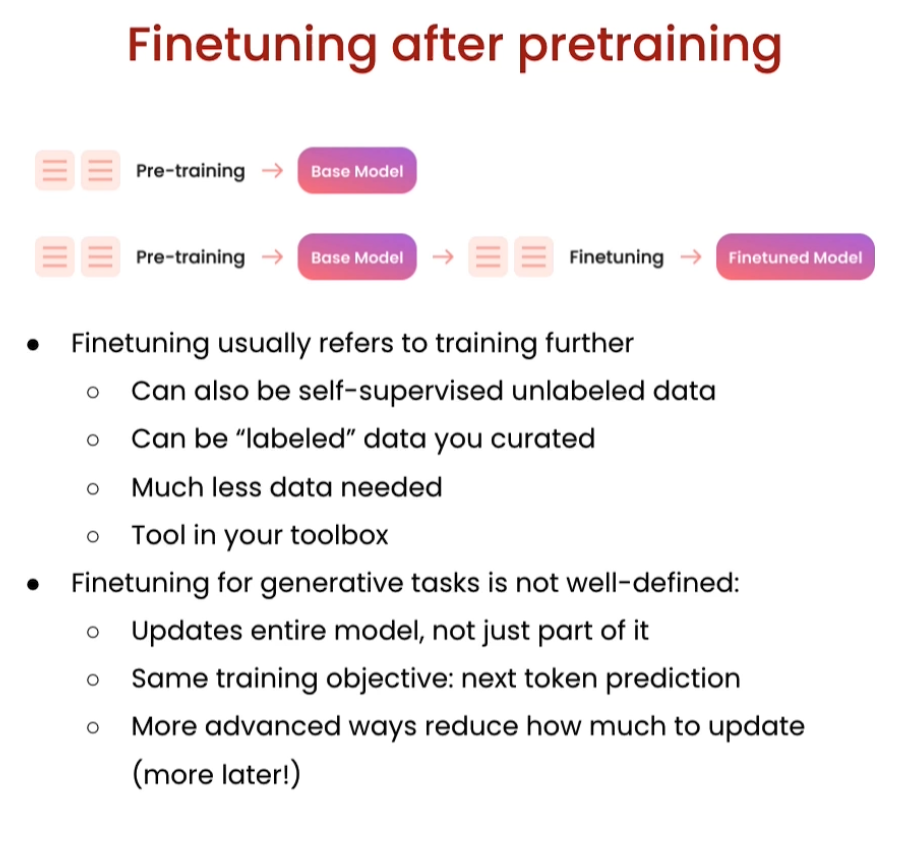 Finetuning after pretraining
Pre-training → Base Model
Pre-training → Base Model → Finetuning → Finetuned Model
● Finetuning usually refers to training further
○ Can also be self-supervised unlabeled data
○ Can be “labeled” data you curated
○ Much less data needed
○ Tool in your toolbox
● Finetuning for generative tasks is not well-defined:
○ Updates entire model, not just part of it
○ Same training objective: next token prediction
○ More advanced ways reduce how much to update
(more later!)